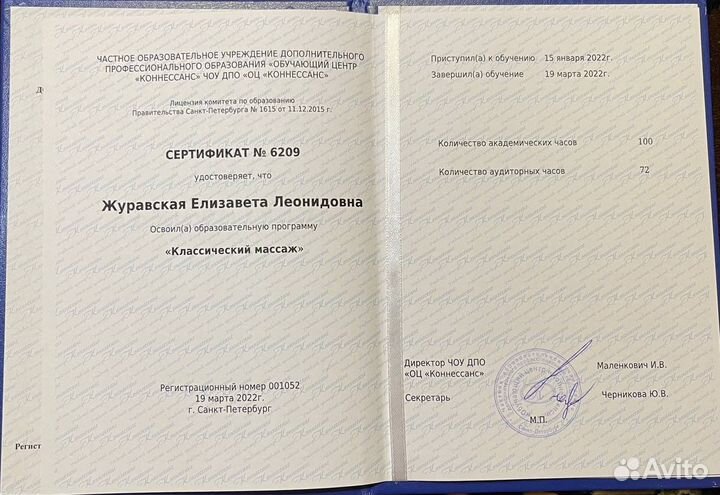 ЧАСТНОЕ ОБРАЗОВАТЕЛЬНОЕ УЧРЕЖДЕНИЕ ДОПОЛНИТЕЛЬНОГО
ПРОФЕССИОНАЛЬНОГО ОБРАЗОВАНИЯ «ОБУЧАЮЩИЙ ЦЕНТР
«КОННЕССАНС» ЧОУ ДПО «ОЦ «КОННЕССАНС»
Лицензия комитета по образованию
Правительства Санкт-Петербурга № 1615 от 11.12.2015 г.
СЕРТИФИКАТ № 6209
удостоверяет, что
Журавская Елизавета Леонидовна
Освоил(а) образовательную программу
«Классический массаж»
Регистрационный номер 001052
19 марта 2022г.
г. Санкт-Петербург
Регист
Приступил(а) к обучению 15 января 2022г.
Завершил(а) обучение 19 марта 2022г.
Количество академических часов 100
Количество аудиторных часов 72
Директор ЧОУ ДПО
«ОЦ «Коннессанс» Маленкович И.В.
Секретарь Черникова Ю.В.
М.П.
Avito